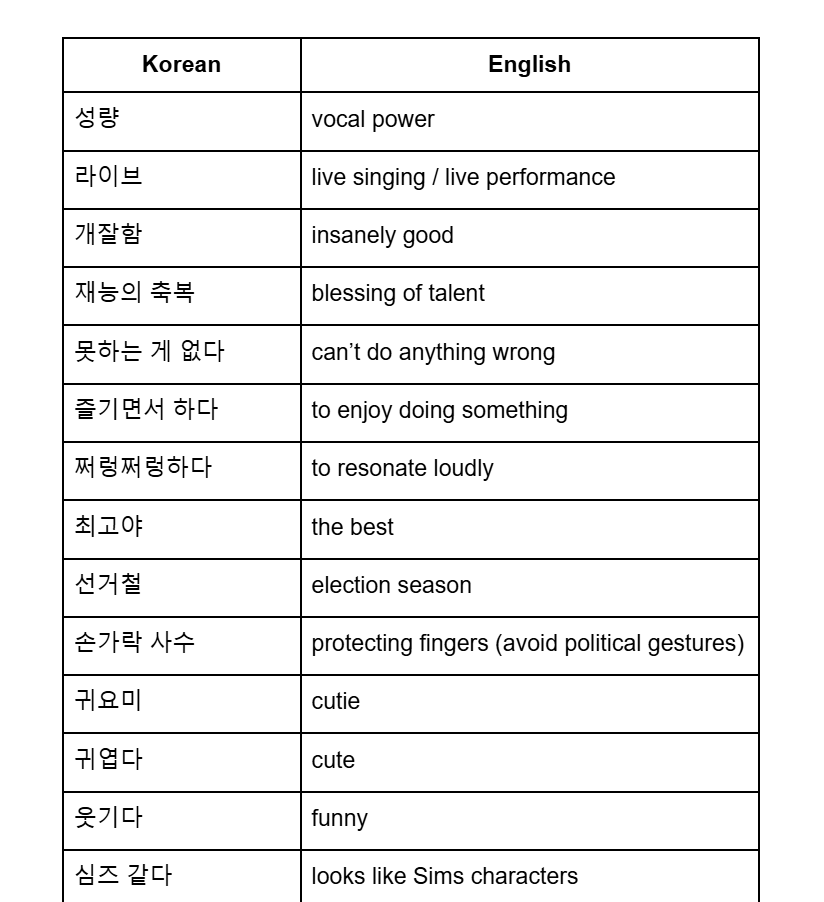 Korean English
성량 vocal power
라이브 live singing / live performance
개잘함 insanely good
재능의 축복 blessing of talent
못하는 게 없다 can’t do anything wrong
즐기면서 하다 to enjoy doing something
쩌렁쩌렁하다 to resonate loudly
최고야 the best
선거철 election season
손가락 사수 protecting fingers (avoid political gestures)
귀요미 cutie
귀엽다 cute
웃기다 funny
심즈 같다 looks like Sims characters